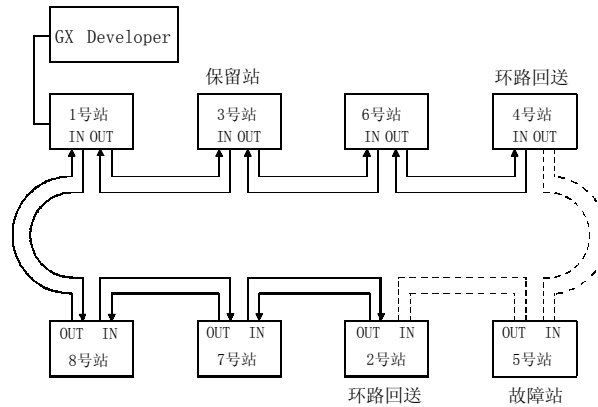 GX Developer
保留站
环路回送
1号站
3号站
6号站
4号站
IN OUT
IN OUT
IN OUT
IN OUT
OUT IN
OUT IN
OUT IN
OUT IN
8号站
7号站
2号站
5号站
环路回送
故障站